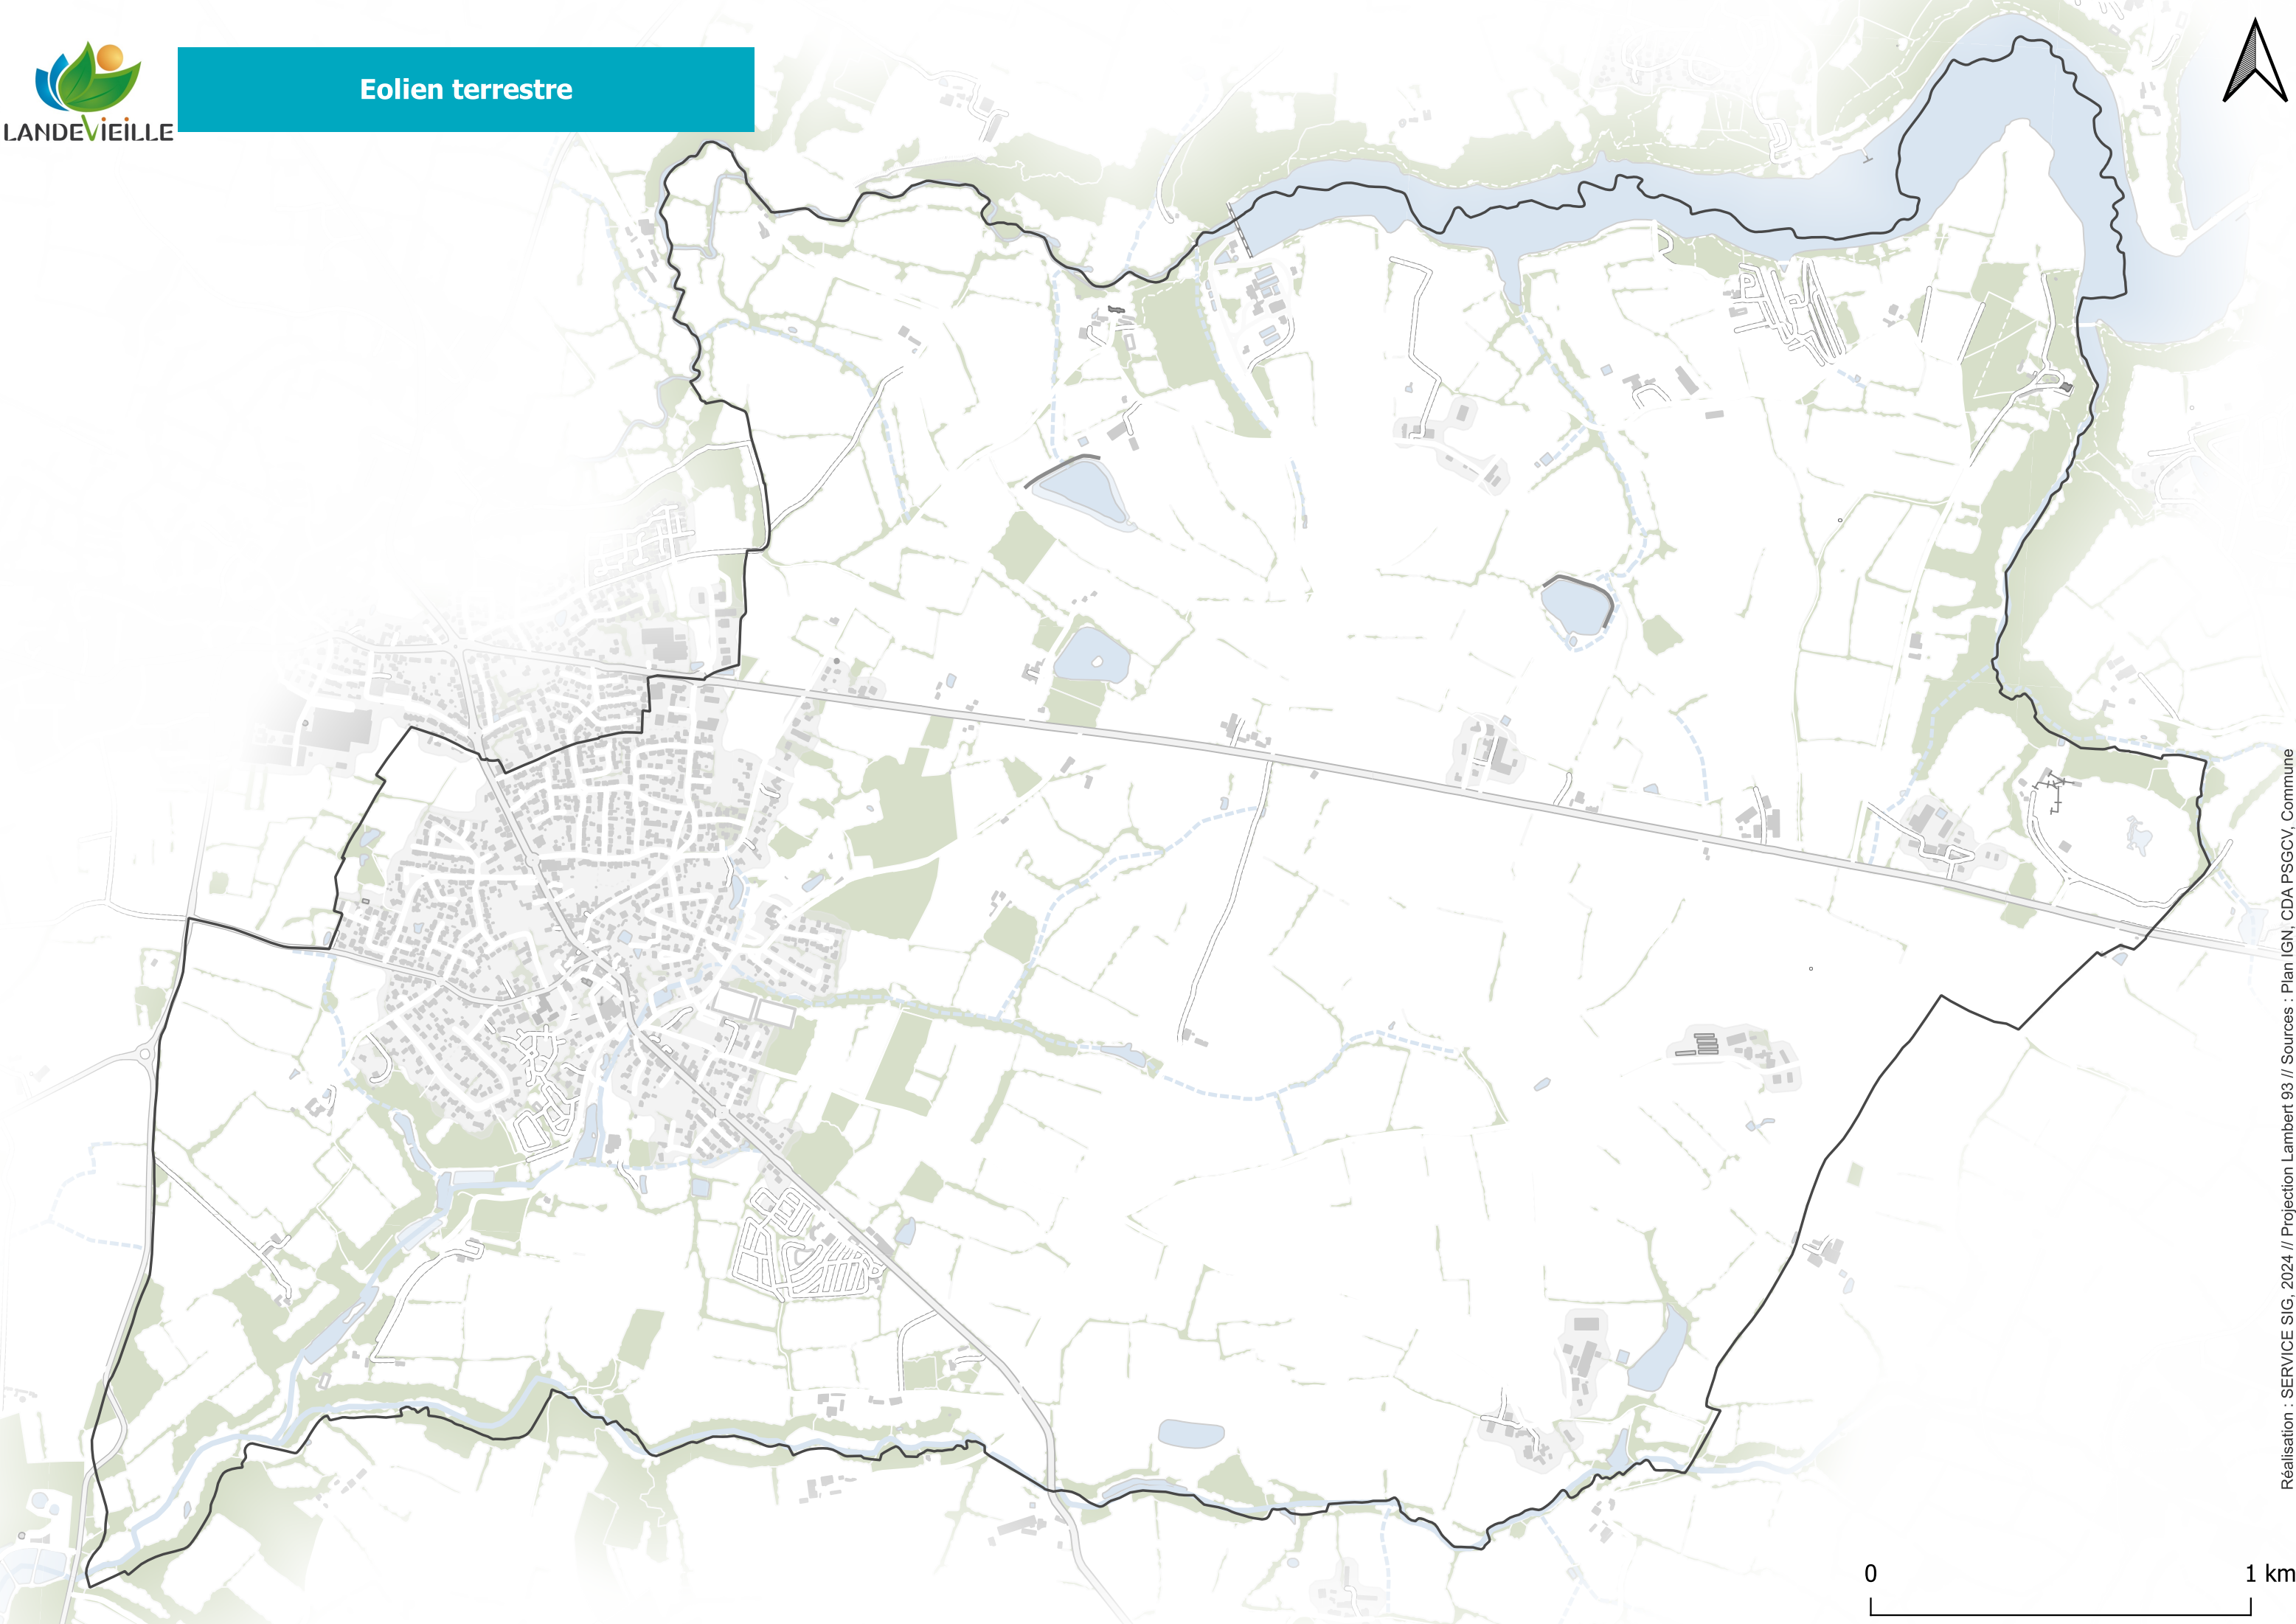 LANDEVIEILLE
Eolien terrestre
Réalisation : SERVICE SIG, 2024 // Projection Lambert 93 // Sources : Plan IGN, CDA PSGCV, Commune
0 1 km